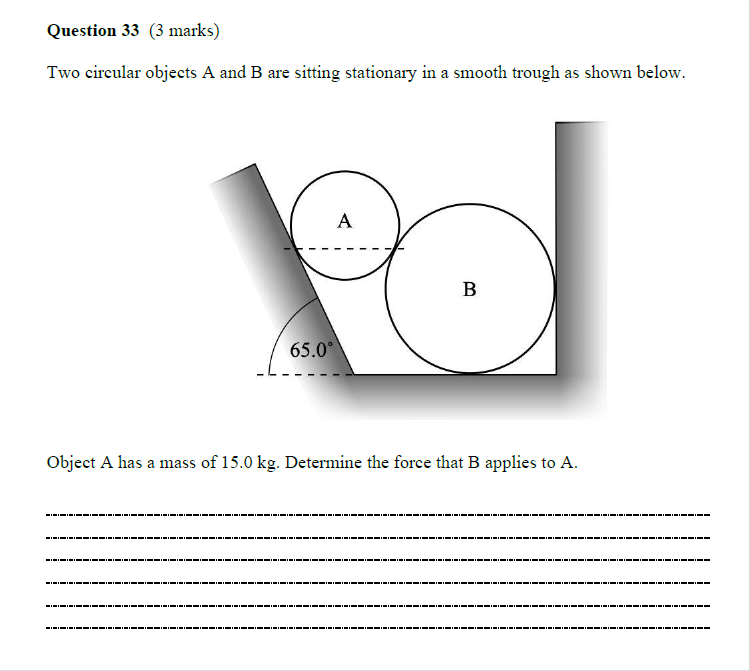 Question 33 (3 marks)
Two circular objects A and B are sitting stationary in a smooth trough as shown below.
A
B
65.0°
Object A has a mass of 15.0 kg. Determine the force that B applies to A.